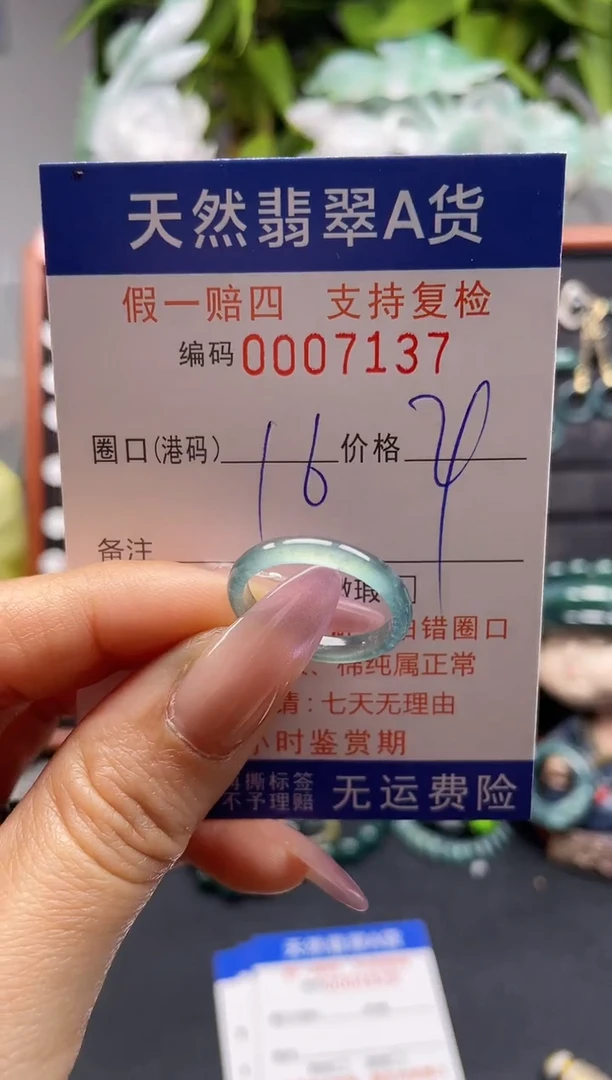 天然翡翠A货
假一赔四 支持复检
编码0007137
圈口(港码) 16 价格
备注
瑕
错圈口
、棉纯属正常
请:七天无理由
小时鉴赏期
撕标签
不予理赔
无运费险